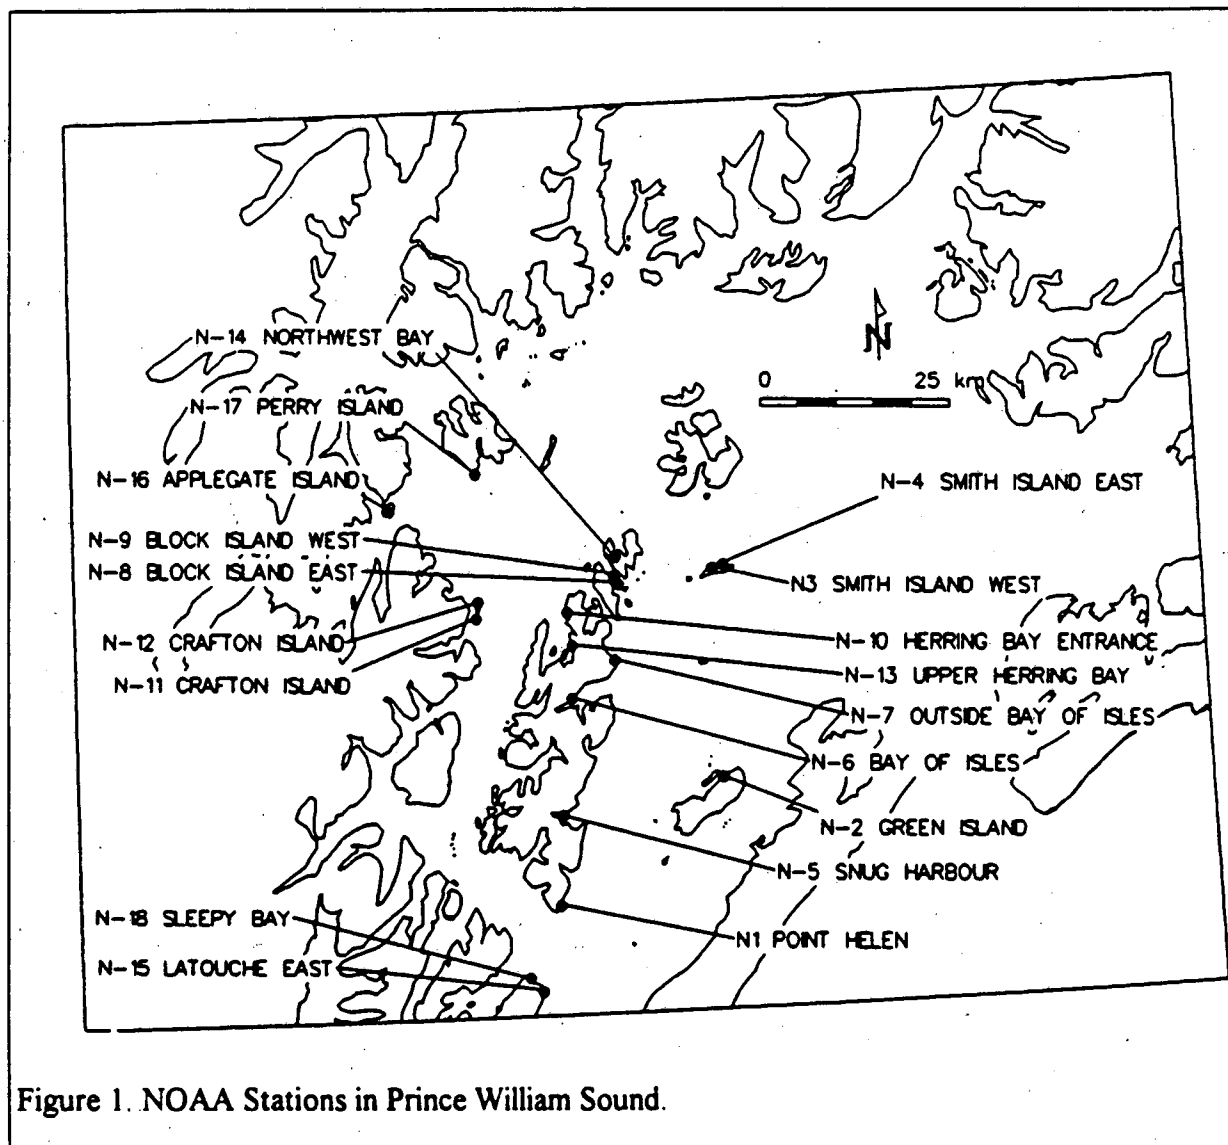 N-14 NORTHWEST BAY
N-17 PERRY ISLAND
0 25 km
N-16 APPLEGATE ISLAND
N-4 SMITH ISLAND EAST
N-9 BLOCK ISLAND WEST
N-8 BLOCK ISLAND EAST
N3 SMITH ISLAND WEST
N-12 CRAFTON ISLAND
N-10 HERRING BAY ENTRANCE
N-13 UPPER HERRING BAY
N-11 CRAFTON ISLAND
N-7 OUTSIDE BAY OF ISLES
N-6 BAY OF ISLES
N-2 GREEN ISLAND
N-5 SNUG HARBOUR
N-18 SLEEPY BAY
N1 POINT HELEN
N-15 LATOUCHE EAST
N
Figure 1. NOAA Stations in Prince William Sound.